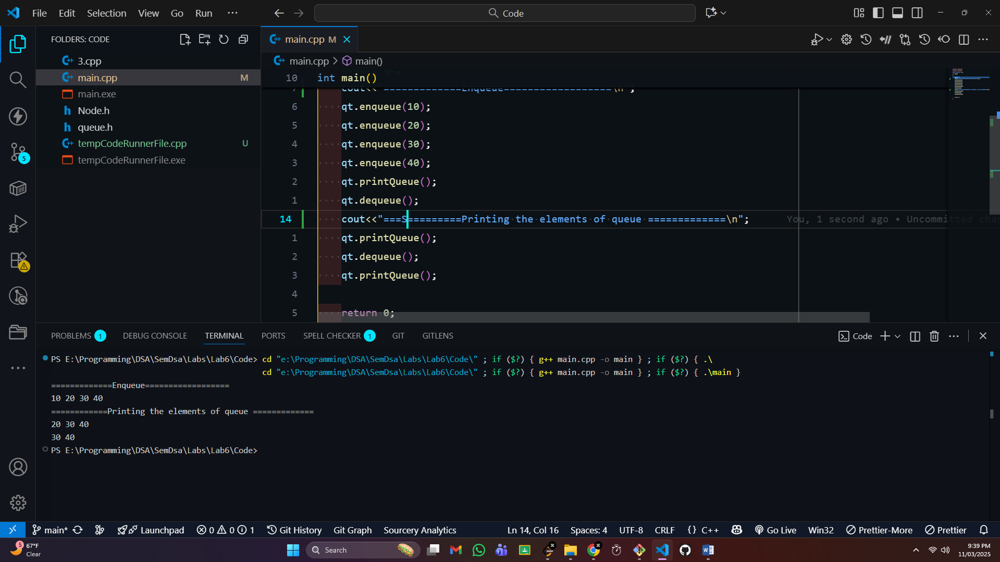 File Edit Selection View Go Run ···
Code
FOLDERS: CODE
3.cpp
main.cpp M
main.exe
Node.h
queue.h
tempCodeRunnerFile.cpp U
tempCodeRunnerFile.exe
5
main.cpp M
main.cpp > main()
10 int main()
7 cout<<"=============Enqueue==================\n";
6 qt.enqueue(10);
5 qt.enqueue(20);
4 qt.enqueue(30);
3 qt.enqueue(40);
2 qt.printQueue();
1 qt.dequeue();
14 cout<<"===S=========Printing the elements of queue =============\n"; You, 1 second ago • Uncommitted chan
1 qt.printQueue();
2 qt.dequeue();
3 qt.printQueue();
4
5 return 0;
PROBLEMS 1 DEBUG CONSOLE TERMINAL PORTS SPELL CHECKER 1 GIT GITLENS
Code
PS E:\Programming\DSA\SemDsa\Labs\Lab6\Code> cd "e:\Programming\DSA\SemDsa\Labs\Lab6\Code\" ; if ($?) { g++ main.cpp -o main } ; if ($?) { .\
cd "e:\Programming\DSA\SemDsa\Labs\Lab6\Code\" ; if ($?) { g++ main.cpp -o main } ; if ($?) { .\main }
=============Enqueue==================
10 20 30 40
============Printing the elements of queue =============
20 30 40
30 40
PS E:\Programming\DSA\SemDsa\Labs\Lab6\Code>
main* Launchpad 0 0 1 Git History Git Graph Sourcery Analytics Ln 14, Col 16 Spaces: 4 UTF-8 CRLF {} C++ Go Live Win32 Prettier-More Prettier
5 67°F
Clear
Search
9:39 PM
11/03/2025